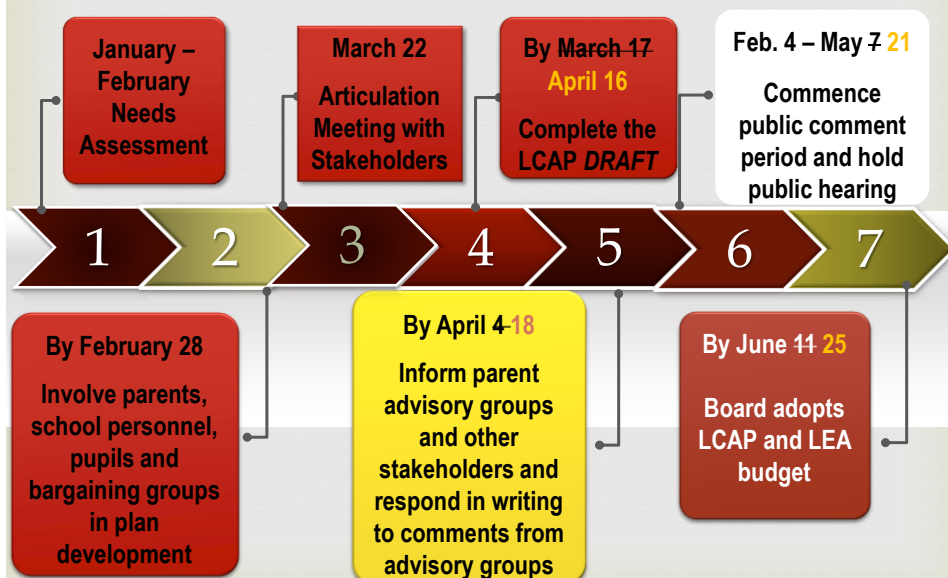 January –
February
Needs
Assessment
March 22
Articulation
Meeting with
Stakeholders
By March 17
April 16
Complete the
LCAP DRAFT
Feb. 4 – May 7 21
Commence
public comment
period and hold
public hearing
1
2
3
4
5
6
7
By February 28
Involve parents,
school personnel,
pupils and
bargaining groups
in plan
development
By April 4 18
Inform parent
advisory groups
and other
stakeholders and
respond in writing
to comments from
advisory groups
By June 11 25
Board adopts
LCAP and LEA
budget